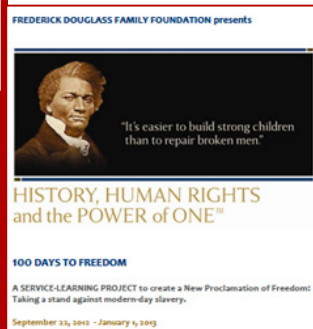 FREDERICK DOUGLASS FAMILY FOUNDATION presents
"It's easier to build strong children
than to repair broken men."
HISTORY, HUMAN RIGHTS
and the POWER of ONE™
100 DAYS TO FREEDOM
A SERVICE-LEARNING PROJECT to create a New Proclamation of Freedom:
Taking a stand against modern-day slavery.
September 22, 2012 - January 1, 2013